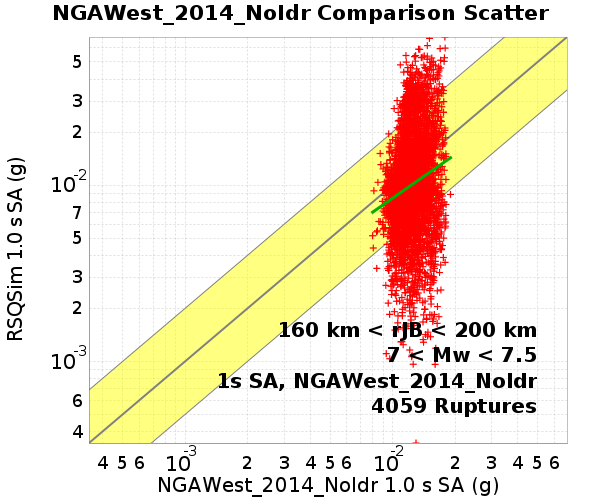 NGAWest_2014_NoIdr Comparison Scatter
RSQSim 1.0 s SA (g)
5
3
2
10-2
7
5
3
2
10-3
6
4
160 km < rJB < 200 km
7 < Mw < 7.5
1s SA, NGAWest_2014_NoIdr
4059 Ruptures
4 5 6 10-3 2 3 4 5 6 10-2 2 3 4 5 6
NGAWest_2014_NoIdr 1.0 s SA (g)